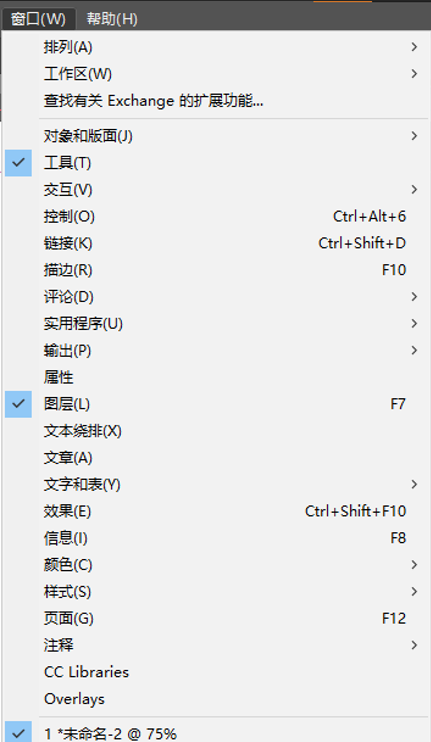 窗口(W) 帮助(H)
排列(A)
工作区(W)
查找有关 Exchange 的扩展功能...
对象和版面(J)
工具(T)
交互(V)
控制(O) Ctrl+Alt+6
链接(K) Ctrl+Shift+D
描边(R) F10
评论(D)
实用程序(U)
输出(P)
属性
图层(L) F7
文本绕排(X)
文章(A)
文字和表(Y)
效果(E) Ctrl+Shift+F10
信息(I) F8
颜色(C)
样式(S)
页面(G) F12
注释
CC Libraries
Overlays
1 *未命名-2 @ 75%